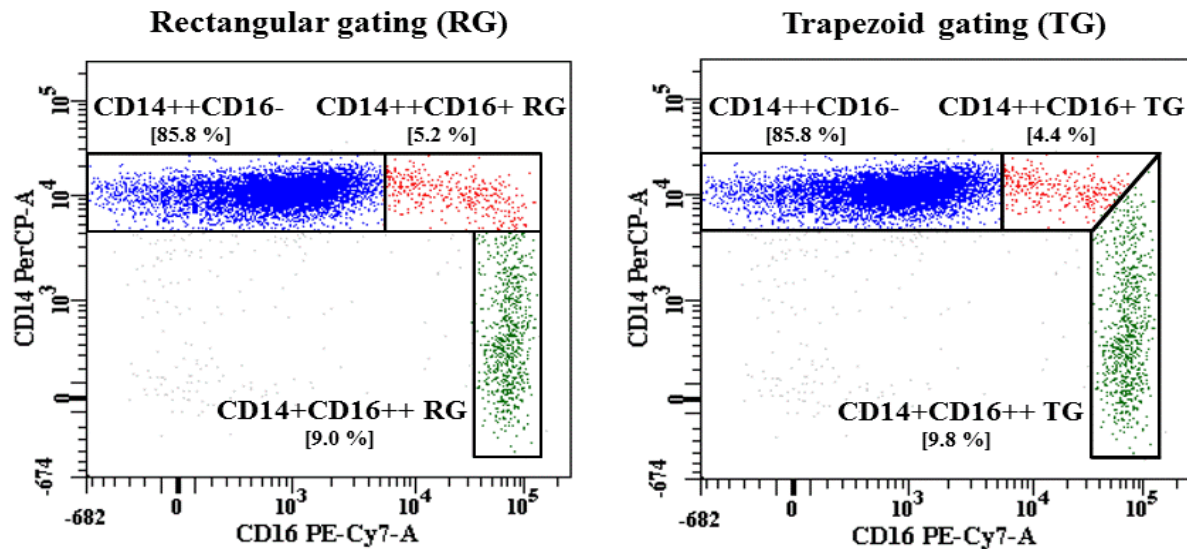 Rectangular gating (RG)
CD14++CD16-
[85.8 %]
CD14++CD16+ RG
[5.2 %]
CD14+CD16++ RG
[9.0 %]
CD14 PerCP-A
10^5
10^4
10^3
0
-674
-682
0
10^3
10^4
10^5
CD16 PE-Cy7-A
Trapezoid gating (TG)
CD14++CD16-
[85.8 %]
CD14++CD16+ TG
[4.4 %]
CD14+CD16++ TG
[9.8 %]
CD14 PerCP-A
10^5
10^4
10^3
0
-674
-682
0
10^3
10^4
10^5
CD16 PE-Cy7-A